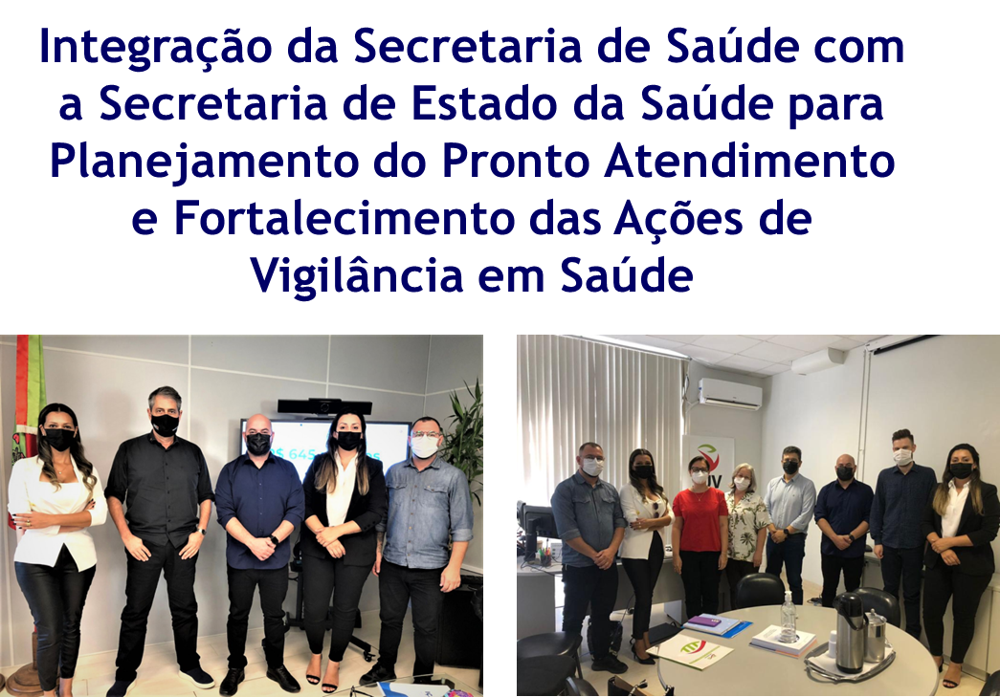 Integração da Secretaria de Saúde com
a Secretaria de Estado da Saúde para
Planejamento do Pronto Atendimento
e Fortalecimento das Ações de
Vigilância em Saúde